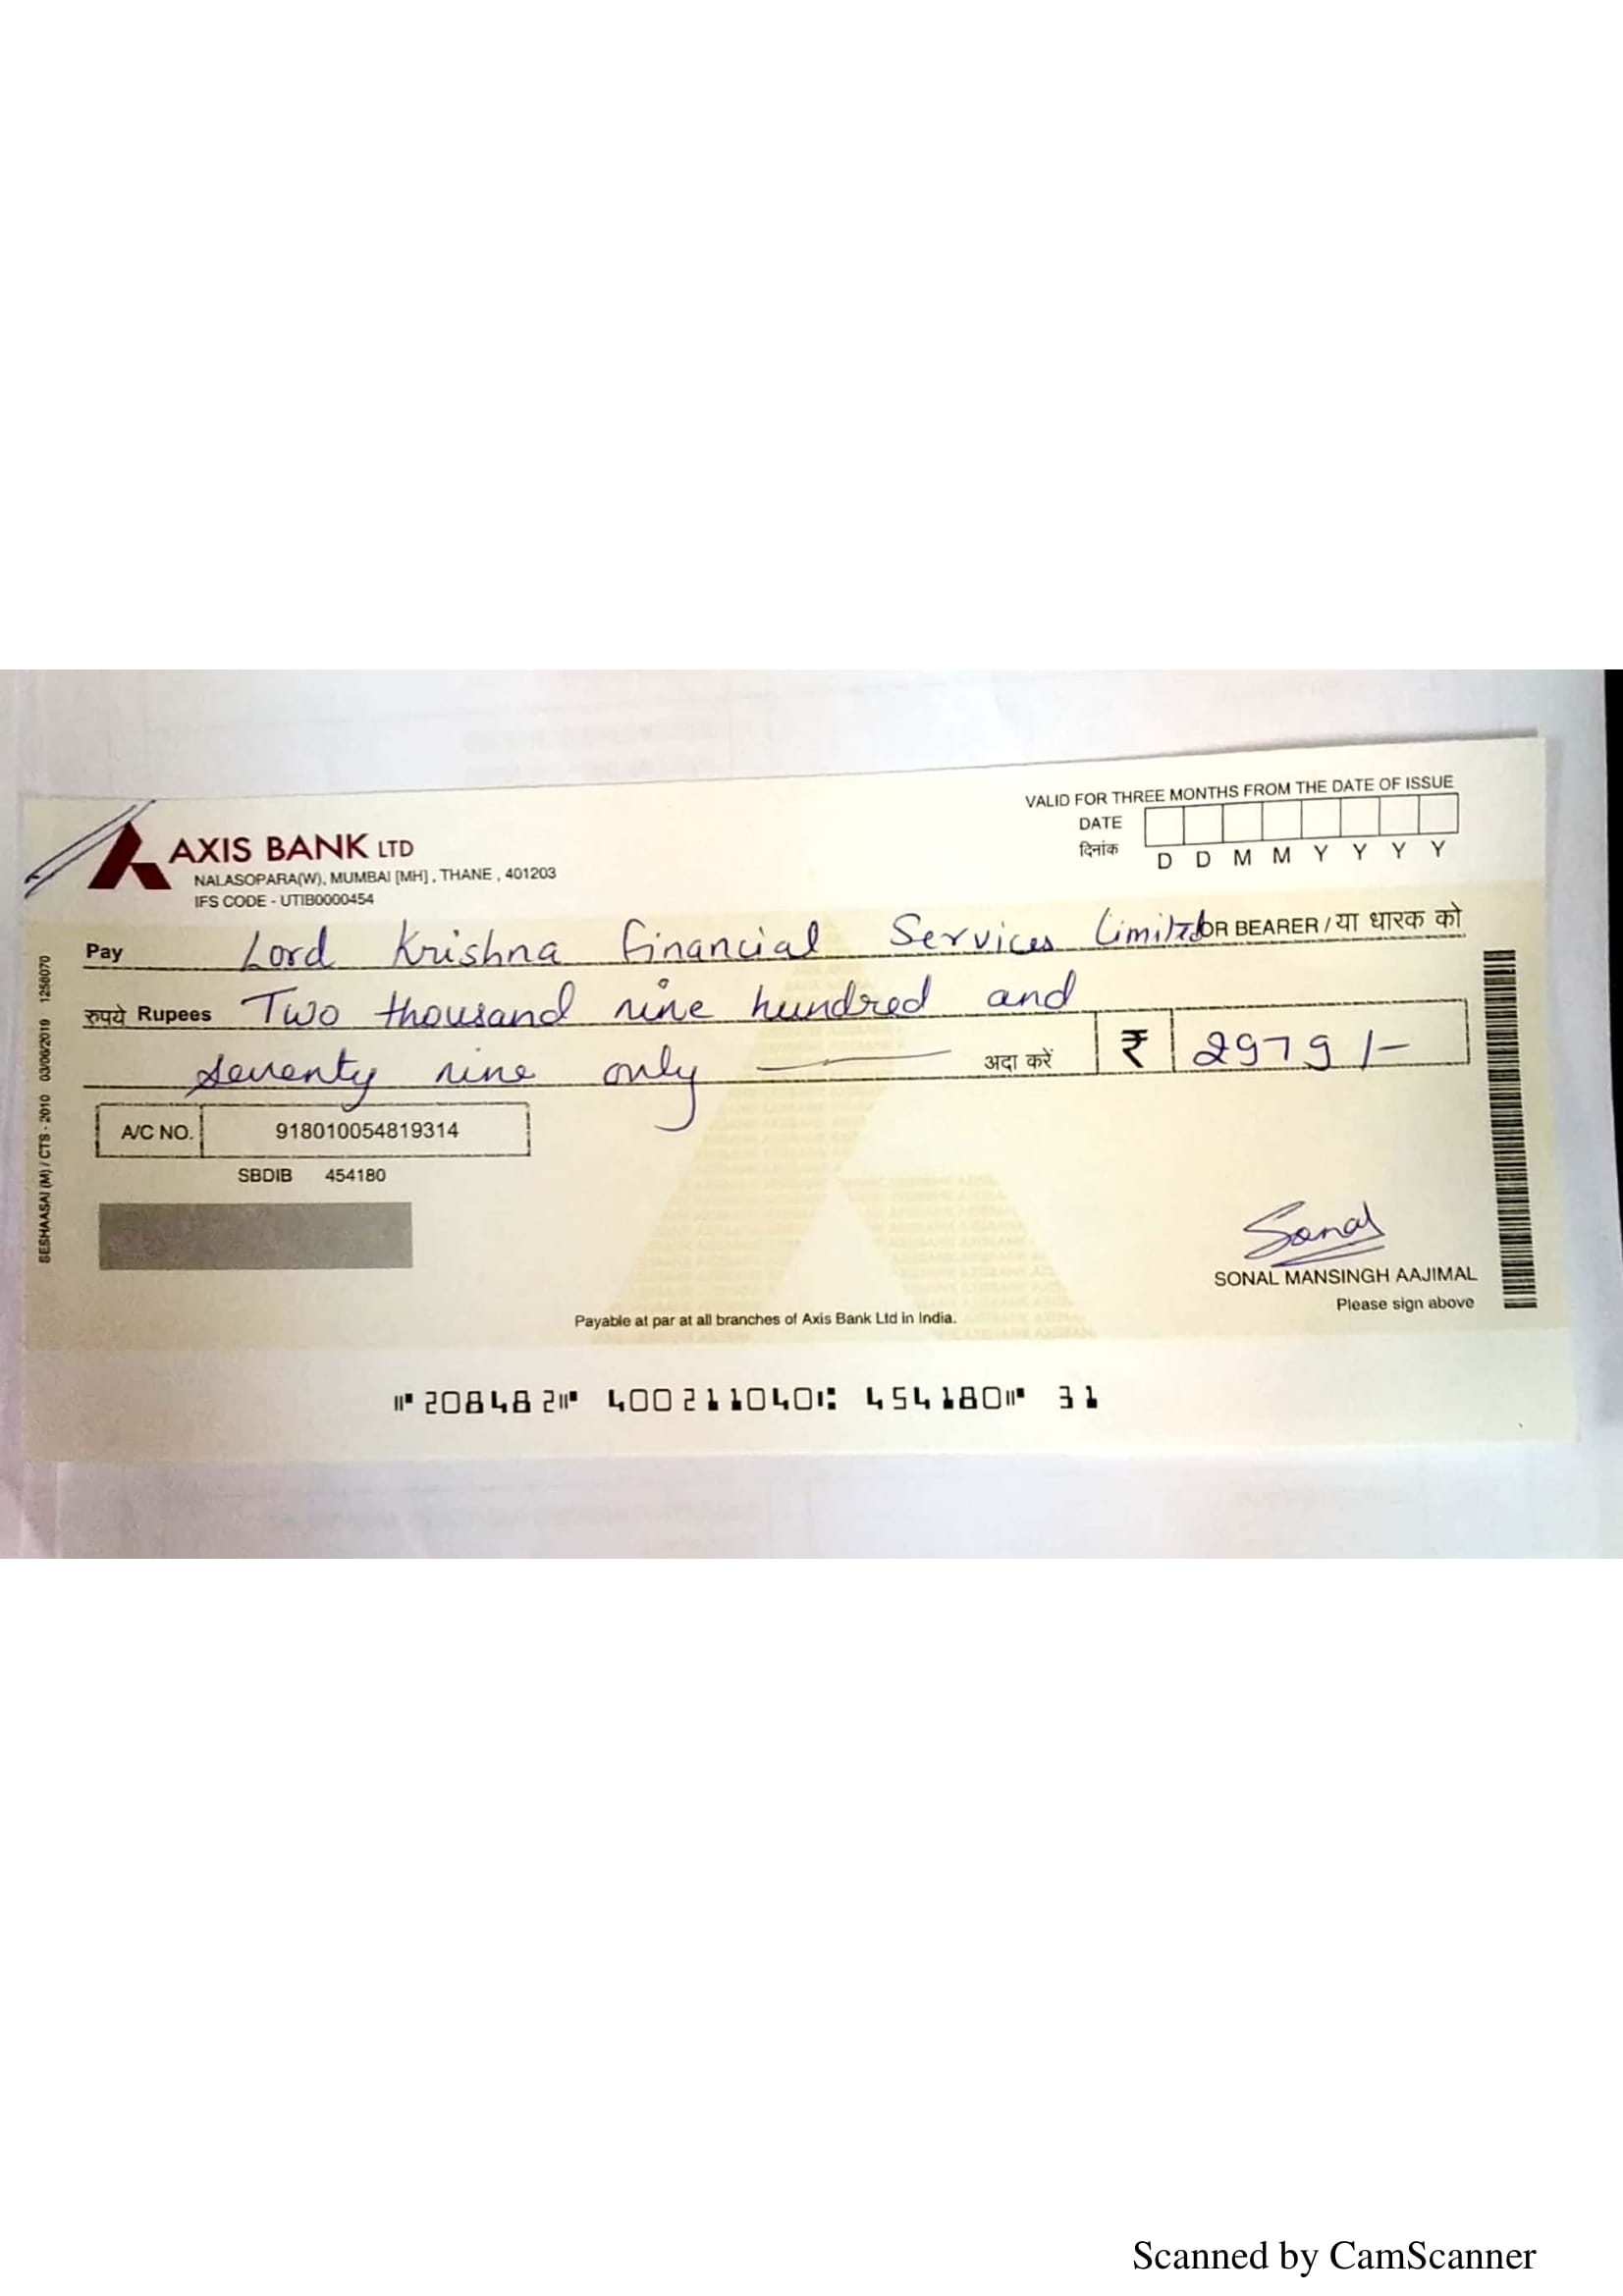 VALID FOR THREE MONTHS FROM THE DATE OF ISSUE
DATE
दिनांक
D D M M Y Y Y Y
AXIS BANK LTD
NALASOPARA(W), MUMBAI [MH] , THANE , 401203
IFS CODE - UTIB0000454
Pay Lord Krishna Financial Services Limited OR BEARER / या धारक को
रुपये Rupees Two thousand nine hundred and
seventy nine only अदा करें ₹ 2979/-
A/C NO. 918010054819314
SBDIB 454180
SESHAASAI (M) / CTS - 2010 03/06/2019 1258070
Sonal
SONAL MANSINGH AAJIMAL
Please sign above
Payable at par at all branches of Axis Bank Ltd in India.
⑈208482⑈ 400211040⑆ 454180⑈ 31
Scanned by CamScanner